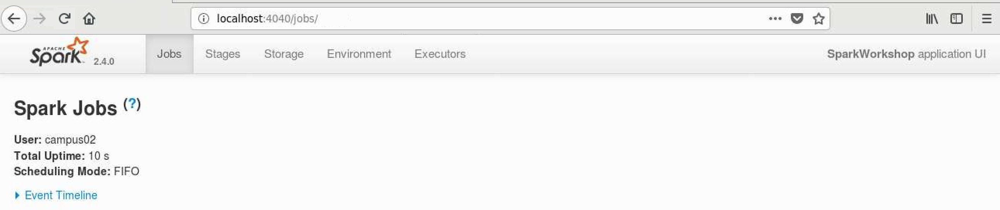 localhost:4040/jobs/
APACHE
Spark 2.4.0 Jobs Stages Storage Environment Executors SparkWorkshop application UI
Spark Jobs (?)
User: campus02
Total Uptime: 10 s
Scheduling Mode: FIFO
Event Timeline